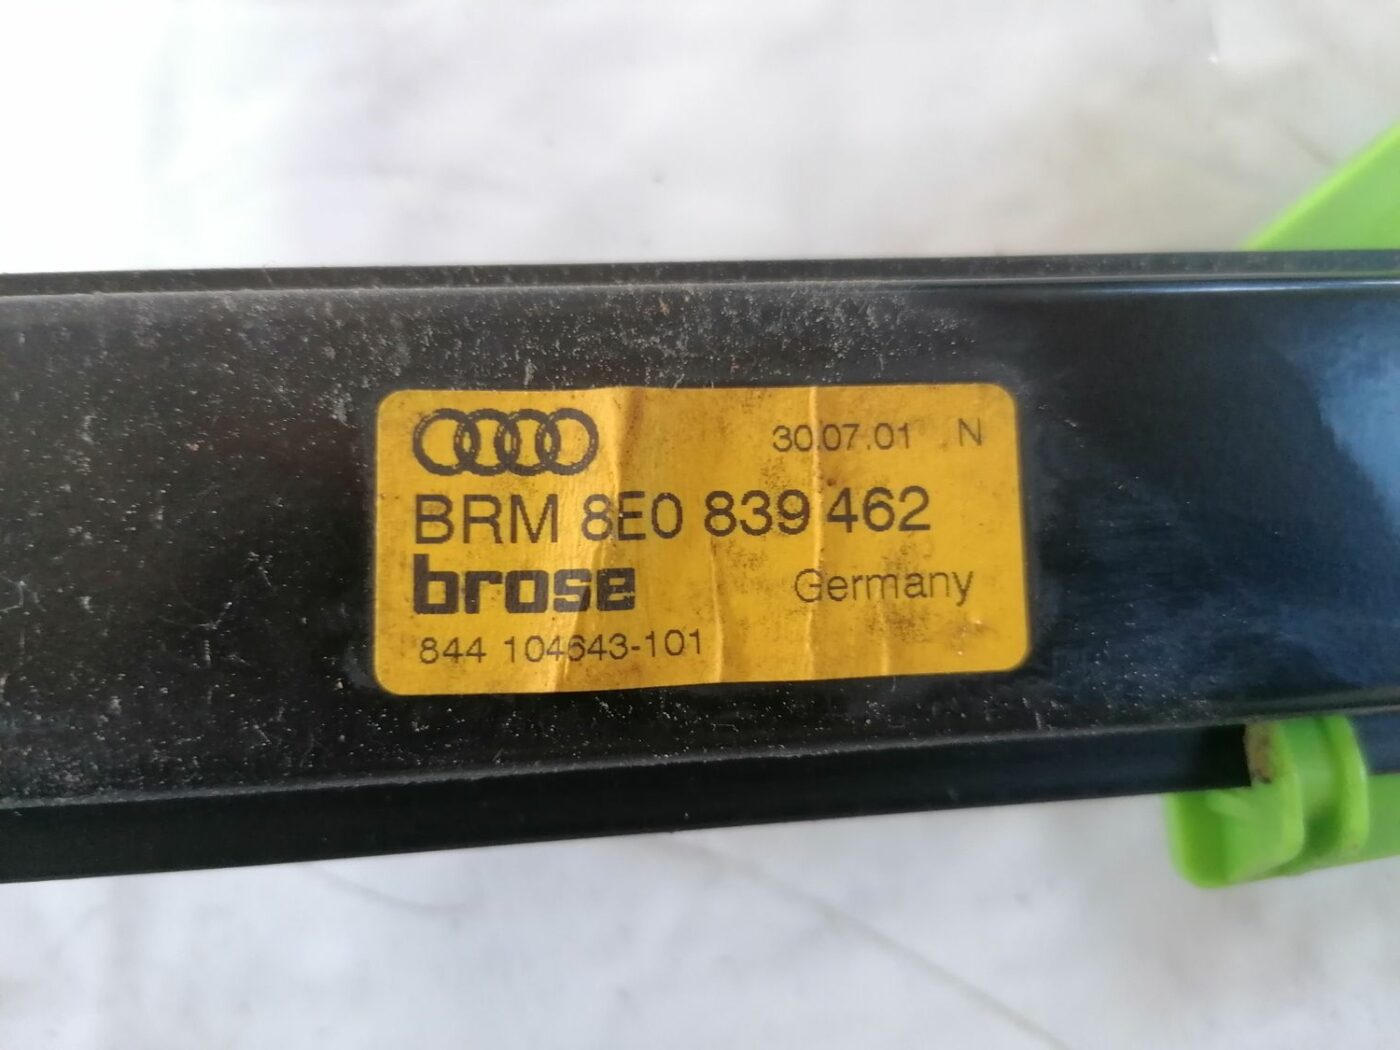 30.07.01 N
BRM 8E0 839 462
brose Germany
844 104643-101